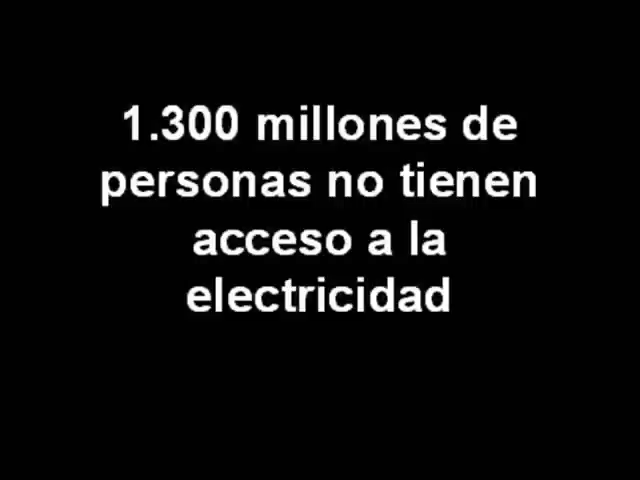 1.300 millones de
personas no tienen
acceso a la
electricidad